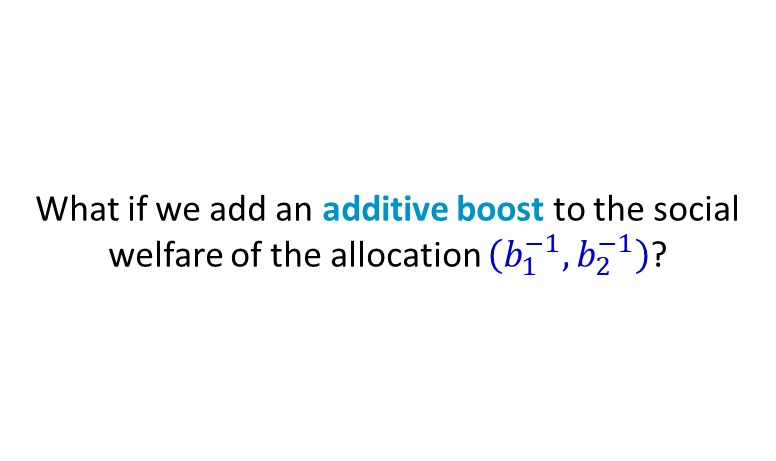 What if we add an additive boost to the social
welfare of the allocation (b₁⁻¹, b₂⁻¹)?